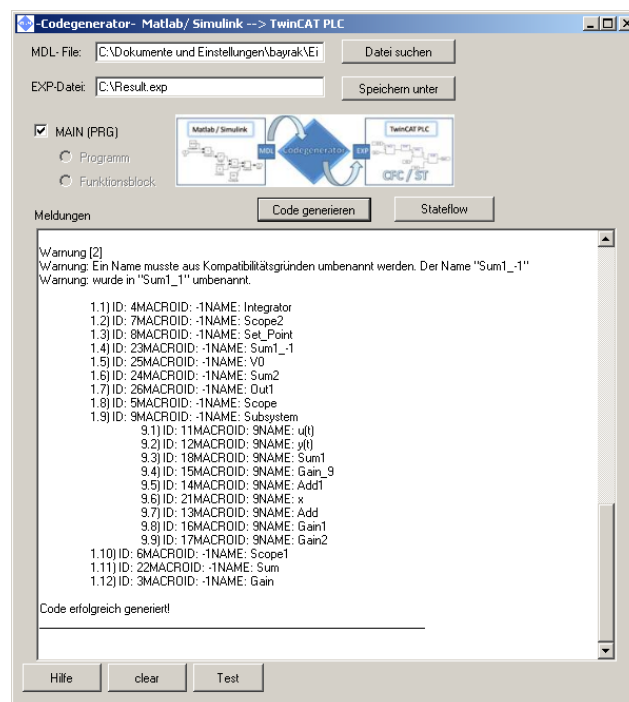 -Codegenerator- Matlab/ Simulink --> TwinCAT PLC
MDL- File: C:\Dokumente und Einstellungen\bayrak\Ei Datei suchen
EXP-Datei: C:\Result.exp Speichern unter
MAIN (PRG)
Programm
Funktionsblock
Matlab / Simulink
MDL
Codegenerator
EXP
TwinCAT PLC
CFC / ST
Meldungen
Code generieren
Stateflow
Warnung [2]
Warnung: Ein Name musste aus Kompatibilitätsgründen umbenannt werden. Der Name "Sum1_-1"
Warnung: wurde in "Sum1_1" umbenannt.
1.1) ID: 4MACROID: -1NAME: Integrator
1.2) ID: 7MACROID: -1NAME: Scope2
1.3) ID: 8MACROID: -1NAME: Set_Point
1.4) ID: 23MACROID: -1NAME: Sum1_-1
1.5) ID: 25MACROID: -1NAME: V0
1.6) ID: 24MACROID: -1NAME: Sum2
1.7) ID: 26MACROID: -1NAME: Out1
1.8) ID: 5MACROID: -1NAME: Scope
1.9) ID: 9MACROID: -1NAME: Subsystem
9.1) ID: 11MACROID: 9NAME: u(t)
9.2) ID: 12MACROID: 9NAME: y(t)
9.3) ID: 18MACROID: 9NAME: Sum1
9.4) ID: 15MACROID: 9NAME: Gain_9
9.5) ID: 14MACROID: 9NAME: Add1
9.6) ID: 21MACROID: 9NAME: x
9.7) ID: 13MACROID: 9NAME: Add
9.8) ID: 16MACROID: 9NAME: Gain1
9.9) ID: 17MACROID: 9NAME: Gain2
1.10) ID: 6MACROID: -1NAME: Scope1
1.11) ID: 22MACROID: -1NAME: Sum
1.12) ID: 3MACROID: -1NAME: Gain
Code erfolgreich generiert!
Hilfe
clear
Test